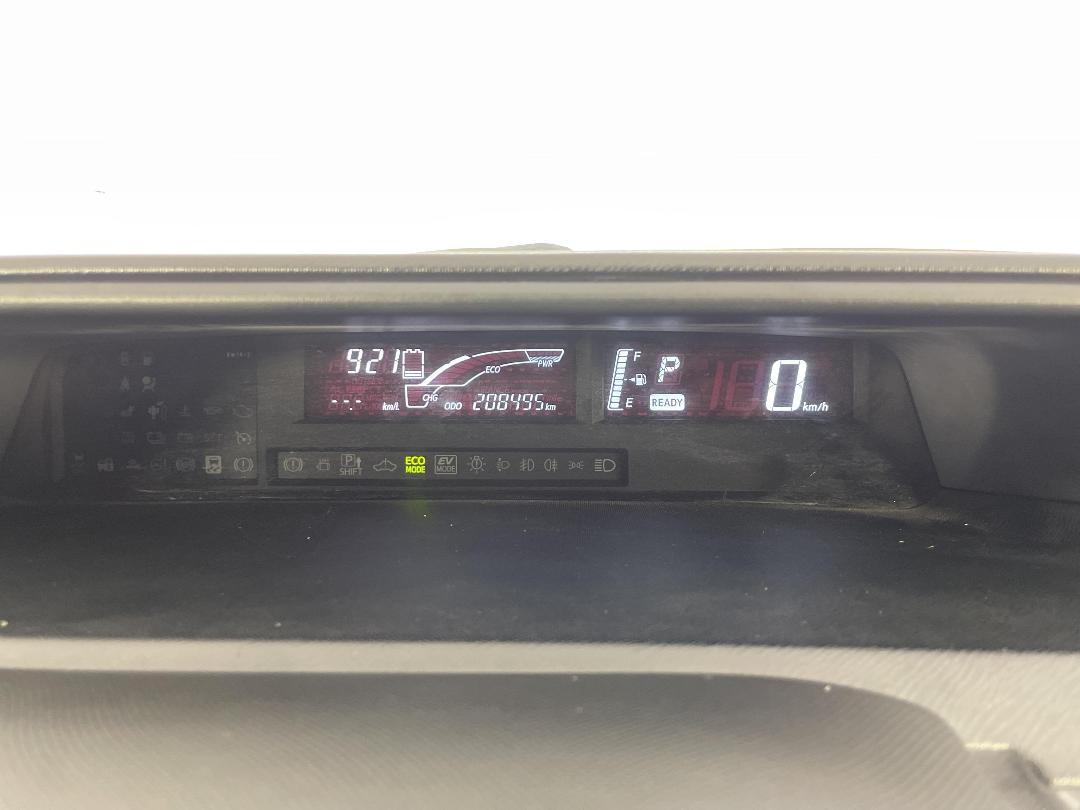 921
PWR
ECO
CHG
--.- km/L
ODO 208495 km
F
E
P
READY
0 km/h
P
SHIFT
ECO
MODE
EV
MODE